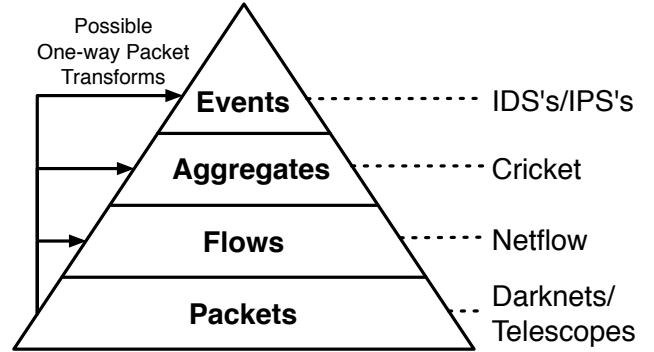 Possible
One-way Packet
Transforms
Events
IDS's/IPS's
Aggregates
Cricket
Flows
Netflow
Packets
Darknets/
Telescopes